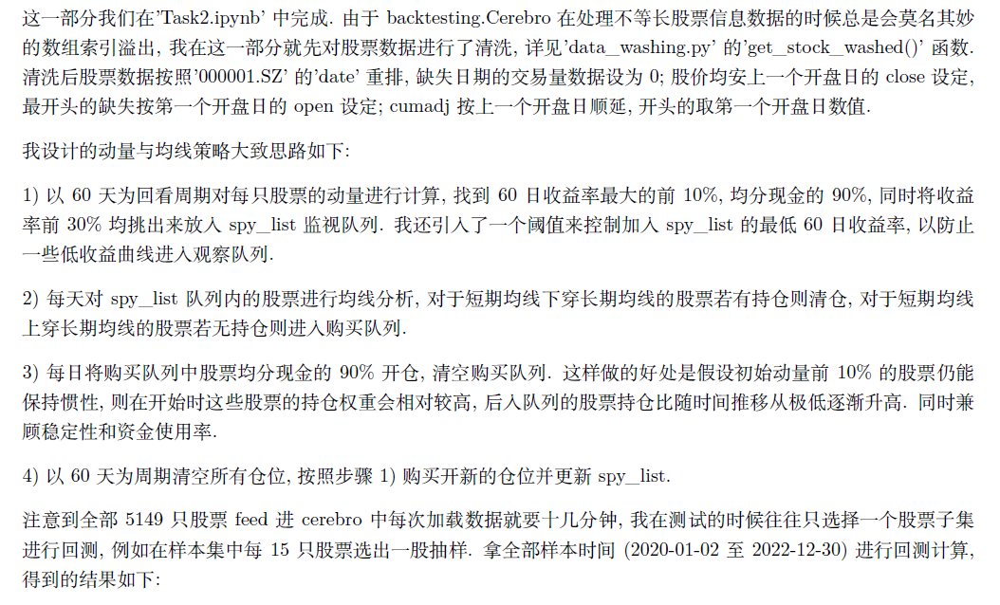 这一部分我们在'Task2.ipynb' 中完成. 由于 backtesting.Cerebro 在处理不等长股票信息数据的时候总是会莫名其妙
的数组索引溢出, 我在这一部分就先对股票数据进行了清洗, 详见'data_washing.py' 的'get_stock_washed()' 函数.
清洗后股票数据按照'000001.SZ' 的'date' 重排, 缺失日期的交易量数据设为 0; 股价均安上一个开盘日的 close 设定,
最开头的缺失按第一个开盘日的 open 设定; cumadj 按上一个开盘日顺延, 开头的取第一个开盘日数值.
我设计的动量与均线策略大致思路如下:
1) 以 60 天为回看周期对每只股票的动量进行计算, 找到 60 日收益率最大的前 10%, 均分现金的 90%, 同时将收益
率前 30% 均挑出来放入 spy_list 监视队列. 我还引入了一个阈值来控制加入 spy_list 的最低 60 日收益率, 以防止
一些低收益曲线进入观察队列.
2) 每天对 spy_list 队列内的股票进行均线分析, 对于短期均线下穿长期均线的股票若有持仓则清仓, 对于短期均线
上穿长期均线的股票若无持仓则进入购买队列.
3) 每日将购买队列中股票均分现金的 90% 开仓, 清空购买队列. 这样做的好处是假设初始动量前 10% 的股票仍能
保持惯性, 则在开始时这些股票的持仓权重会相对较高, 后入队列的股票持仓比随时间推移从极低逐渐升高. 同时兼
顾稳定性和资金使用率.
4) 以 60 天为周期清空所有仓位, 按照步骤 1) 购买开新的仓位并更新 spy_list.
注意到全部 5149 只股票 feed 进 cerebro 中每次加载数据就要十几分钟, 我在测试的时候往往只选择一个股票子集
进行回测, 例如在样本集中每 15 只股票选出一股抽样. 拿全部样本时间 (2020-01-02 至 2022-12-30) 进行回测计算,
得到的结果如下: